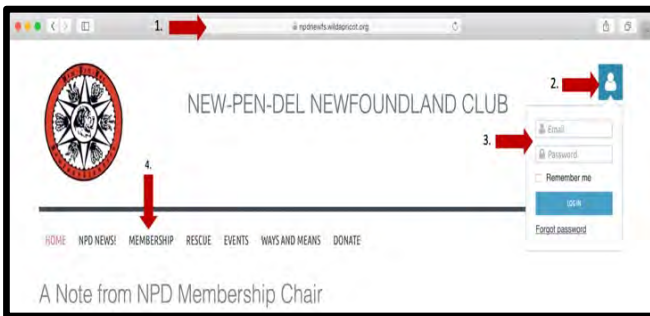 1.
npdnewfs.wildapricot.org
2.
NEW-PEN-DEL NEWFOUNDLAND CLUB
3.
Email
Password
Remember me
LOG IN
Forgot password
4.
HOME NPD NEWS! MEMBERSHIP RESCUE EVENTS WAYS AND MEANS DONATE
A Note from NPD Membership Chair